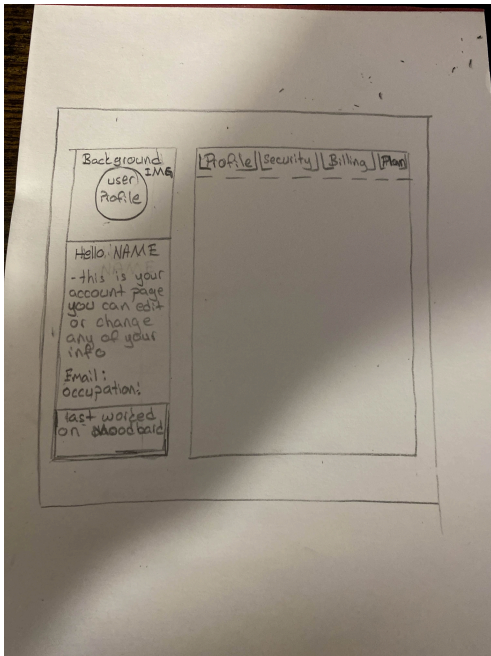 Background
IMG
user
Profile
Hello, NAME
- this is your
account page
you can edit
or change
any of your
info
Email:
occupation:
last worked
on Moodbard
Profile Security Billing Plan